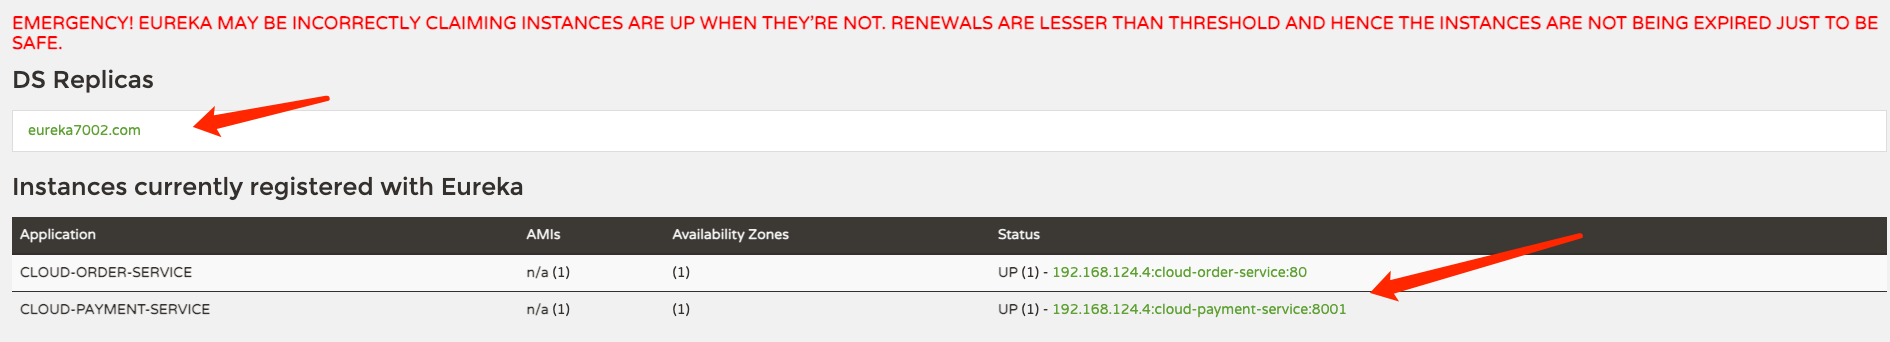 EMERGENCY! EUREKA MAY BE INCORRECTLY CLAIMING INSTANCES ARE UP WHEN THEY'RE NOT. RENEWALS ARE LESSER THAN THRESHOLD AND HENCE THE INSTANCES ARE NOT BEING EXPIRED JUST TO BE
SAFE.
DS Replicas
eureka7002.com
Instances currently registered with Eureka
Application AMIs Availability Zones Status
CLOUD-ORDER-SERVICE n/a (1) (1) UP (1) - 192.168.124.4:cloud-order-service:80
CLOUD-PAYMENT-SERVICE n/a (1) (1) UP (1) - 192.168.124.4:cloud-payment-service:8001